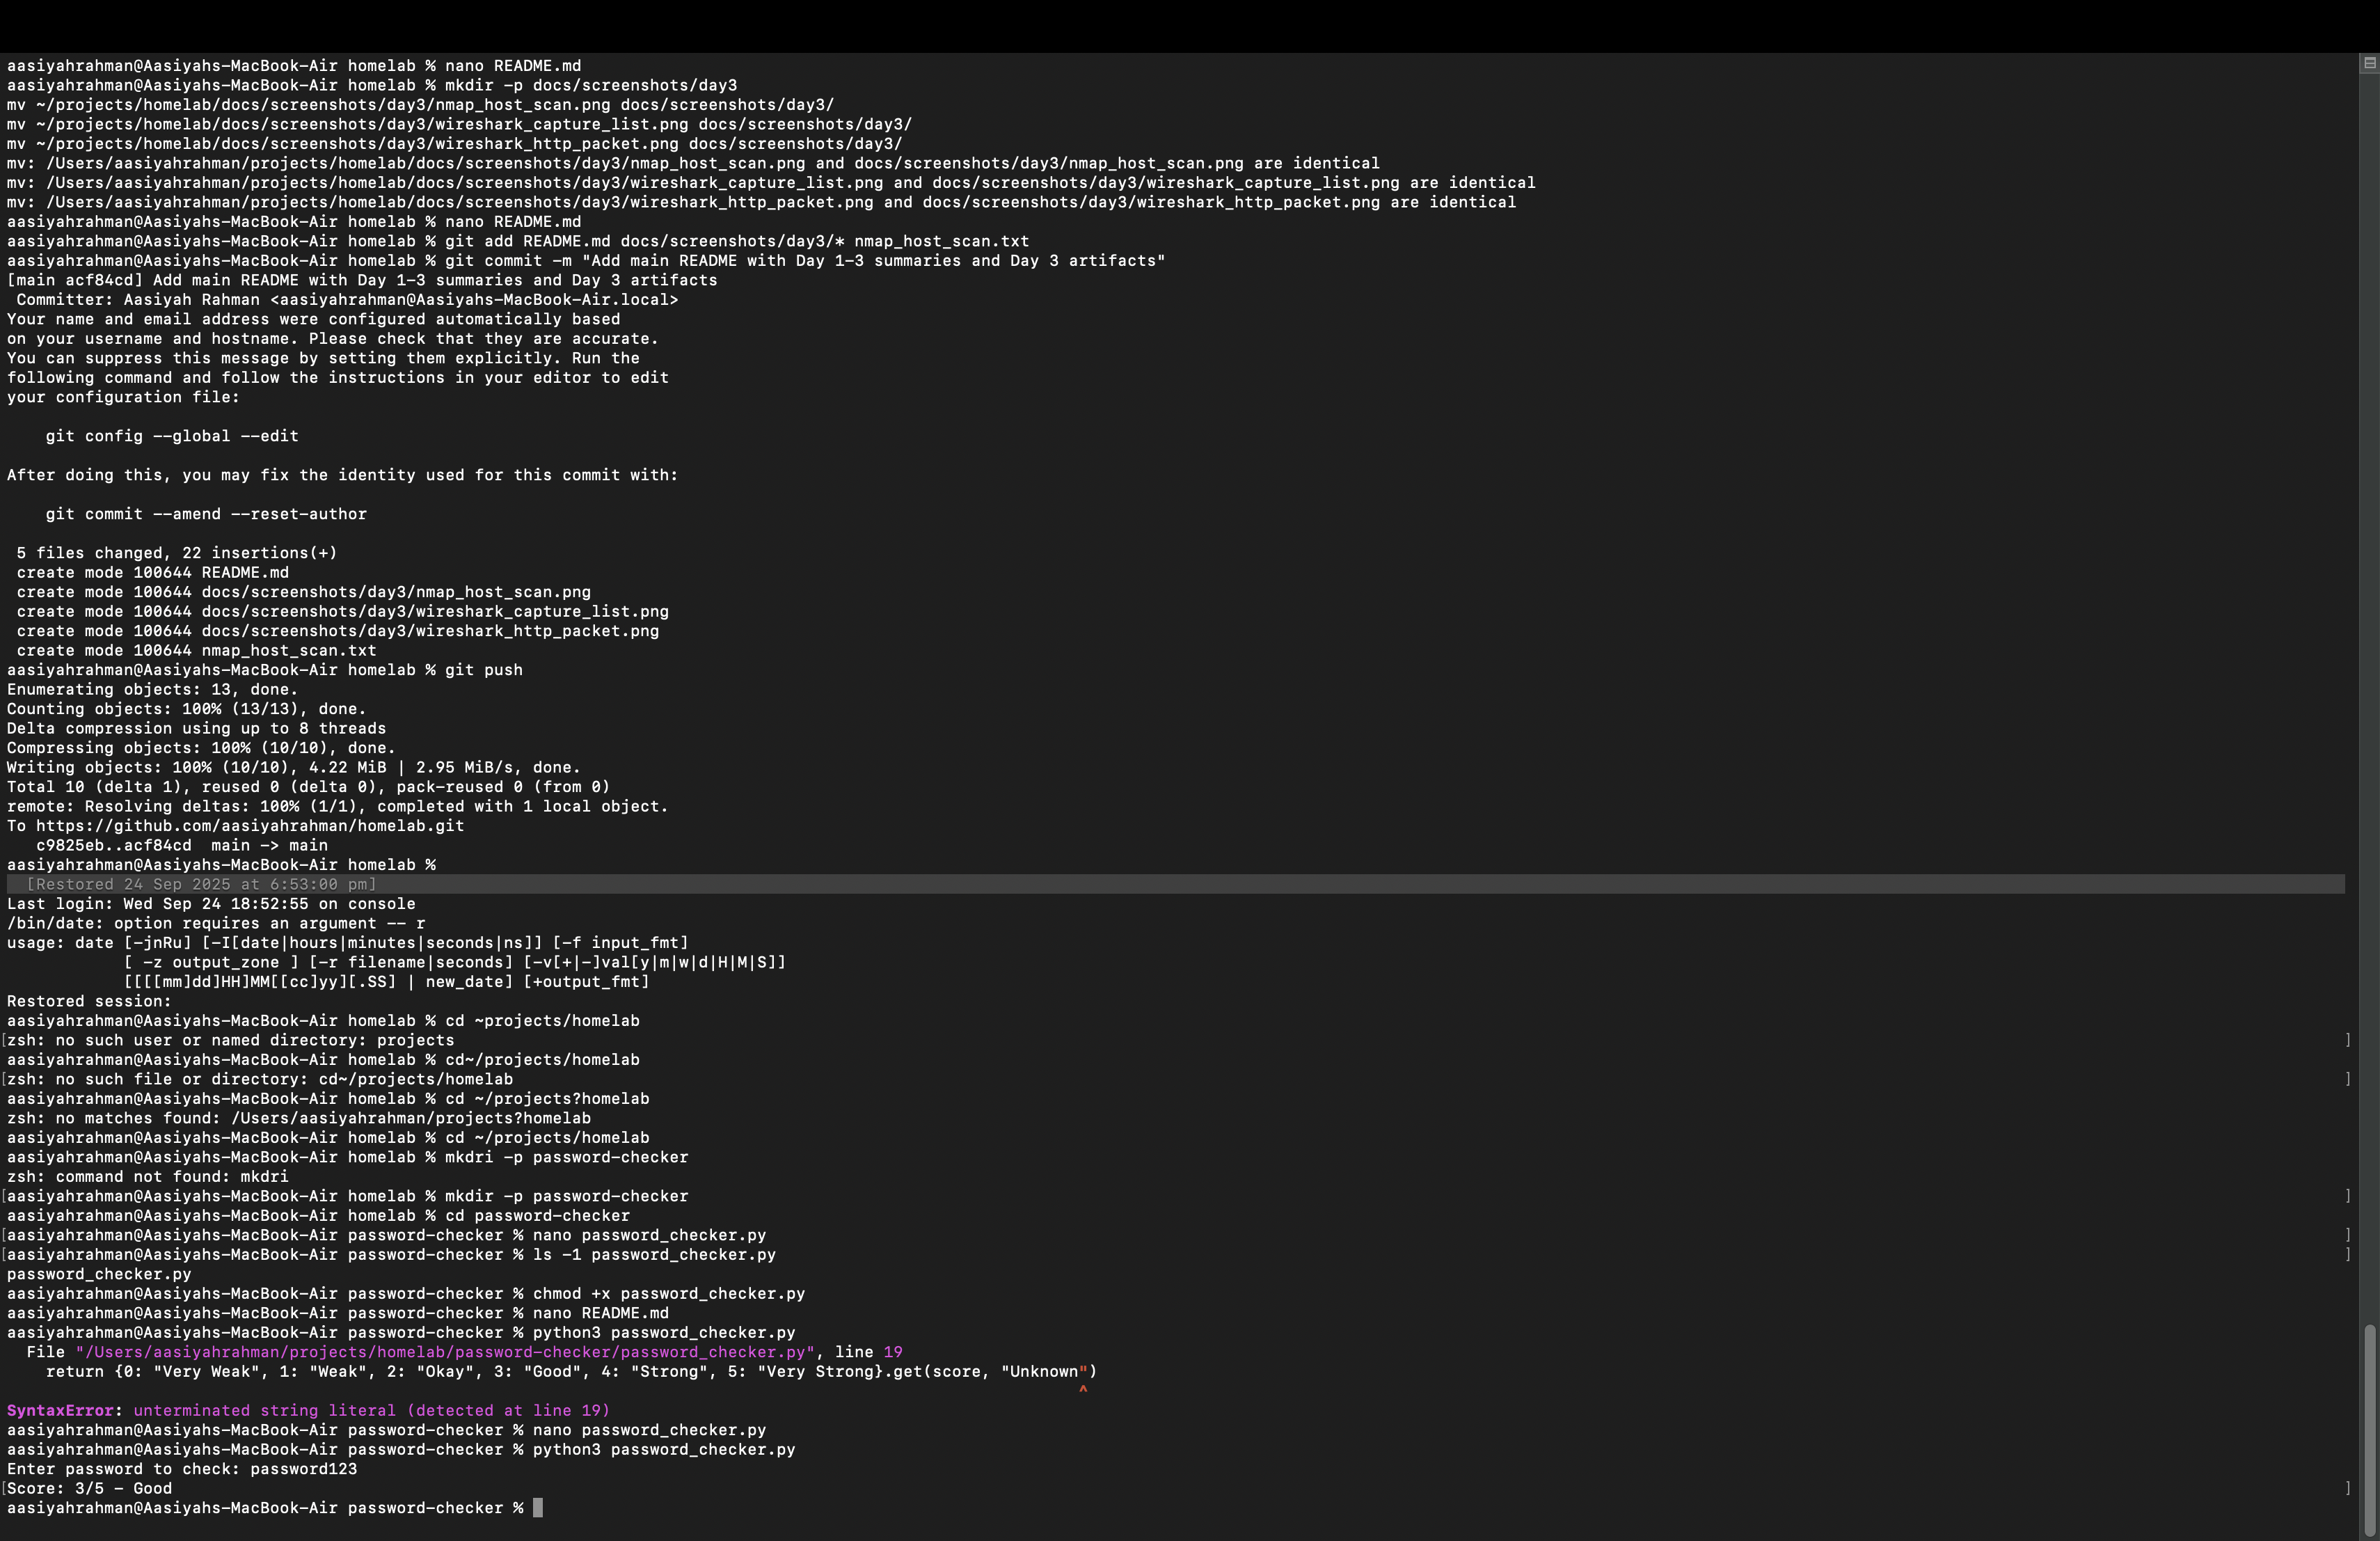 aasiyahrahman@Aasiyahs-MacBook-Air homelab % nano README.md
aasiyahrahman@Aasiyahs-MacBook-Air homelab % mkdir -p docs/screenshots/day3
mv ~/projects/homelab/docs/screenshots/day3/nmap_host_scan.png docs/screenshots/day3/
mv ~/projects/homelab/docs/screenshots/day3/wireshark_capture_list.png docs/screenshots/day3/
mv ~/projects/homelab/docs/screenshots/day3/wireshark_http_packet.png docs/screenshots/day3/
mv: /Users/aasiyahrahman/projects/homelab/docs/screenshots/day3/nmap_host_scan.png and docs/screenshots/day3/nmap_host_scan.png are identical
mv: /Users/aasiyahrahman/projects/homelab/docs/screenshots/day3/wireshark_capture_list.png and docs/screenshots/day3/wireshark_capture_list.png are identical
mv: /Users/aasiyahrahman/projects/homelab/docs/screenshots/day3/wireshark_http_packet.png and docs/screenshots/day3/wireshark_http_packet.png are identical
aasiyahrahman@Aasiyahs-MacBook-Air homelab % nano README.md
aasiyahrahman@Aasiyahs-MacBook-Air homelab % git add README.md docs/screenshots/day3/* nmap_host_scan.txt
aasiyahrahman@Aasiyahs-MacBook-Air homelab % git commit -m "Add main README with Day 1-3 summaries and Day 3 artifacts"
[main acf84cd] Add main README with Day 1-3 summaries and Day 3 artifacts
 Committer: Aasiyah Rahman <aasiyahrahman@Aasiyahs-MacBook-Air.local>
Your name and email address were configured automatically based
on your username and hostname. Please check that they are accurate.
You can suppress this message by setting them explicitly. Run the
following command and follow the instructions in your editor to edit
your configuration file:

    git config --global --edit

After doing this, you may fix the identity used for this commit with:

    git commit --amend --reset-author

 5 files changed, 22 insertions(+)
 create mode 100644 README.md
 create mode 100644 docs/screenshots/day3/nmap_host_scan.png
 create mode 100644 docs/screenshots/day3/wireshark_capture_list.png
 create mode 100644 docs/screenshots/day3/wireshark_http_packet.png
 create mode 100644 nmap_host_scan.txt
aasiyahrahman@Aasiyahs-MacBook-Air homelab % git push
Enumerating objects: 13, done.
Counting objects: 100% (13/13), done.
Delta compression using up to 8 threads
Compressing objects: 100% (10/10), done.
Writing objects: 100% (10/10), 4.22 MiB | 2.95 MiB/s, done.
Total 10 (delta 1), reused 0 (delta 0), pack-reused 0 (from 0)
remote: Resolving deltas: 100% (1/1), completed with 1 local object.
To https://github.com/aasiyahrahman/homelab.git
   c9825eb..acf84cd  main -> main
aasiyahrahman@Aasiyahs-MacBook-Air homelab %
  [Restored 24 Sep 2025 at 6:53:00 pm]
Last login: Wed Sep 24 18:52:55 on console
/bin/date: option requires an argument -- r
usage: date [-jnRu] [-I[date|hours|minutes|seconds|ns]] [-f input_fmt]
            [ -z output_zone ] [-r filename|seconds] [-v[+|-]val[y|m|w|d|H|M|S]]
            [[[[mm]dd]HH]MM[[cc]yy][.SS] | new_date] [+output_fmt]
Restored session:
aasiyahrahman@Aasiyahs-MacBook-Air homelab % cd ~projects/homelab
[zsh: no such user or named directory: projects ]
aasiyahrahman@Aasiyahs-MacBook-Air homelab % cd~/projects/homelab
[zsh: no such file or directory: cd~/projects/homelab ]
aasiyahrahman@Aasiyahs-MacBook-Air homelab % cd ~/projects?homelab
zsh: no matches found: /Users/aasiyahrahman/projects?homelab
aasiyahrahman@Aasiyahs-MacBook-Air homelab % cd ~/projects/homelab
aasiyahrahman@Aasiyahs-MacBook-Air homelab % mkdri -p password-checker
zsh: command not found: mkdri
[aasiyahrahman@Aasiyahs-MacBook-Air homelab % mkdir -p password-checker ]
aasiyahrahman@Aasiyahs-MacBook-Air homelab % cd password-checker
[aasiyahrahman@Aasiyahs-MacBook-Air password-checker % nano password_checker.py ]
[aasiyahrahman@Aasiyahs-MacBook-Air password-checker % ls -1 password_checker.py ]
password_checker.py
aasiyahrahman@Aasiyahs-MacBook-Air password-checker % chmod +x password_checker.py
aasiyahrahman@Aasiyahs-MacBook-Air password-checker % nano README.md
aasiyahrahman@Aasiyahs-MacBook-Air password-checker % python3 password_checker.py
  File "/Users/aasiyahrahman/projects/homelab/password-checker/password_checker.py", line 19
    return {0: "Very Weak", 1: "Weak", 2: "Okay", 3: "Good", 4: "Strong", 5: "Very Strong}.get(score, "Unknown")
                                                                                                              ^
SyntaxError: unterminated string literal (detected at line 19)
aasiyahrahman@Aasiyahs-MacBook-Air password-checker % nano password_checker.py
aasiyahrahman@Aasiyahs-MacBook-Air password-checker % python3 password_checker.py
Enter password to check: password123
[Score: 3/5 - Good ]
aasiyahrahman@Aasiyahs-MacBook-Air password-checker %